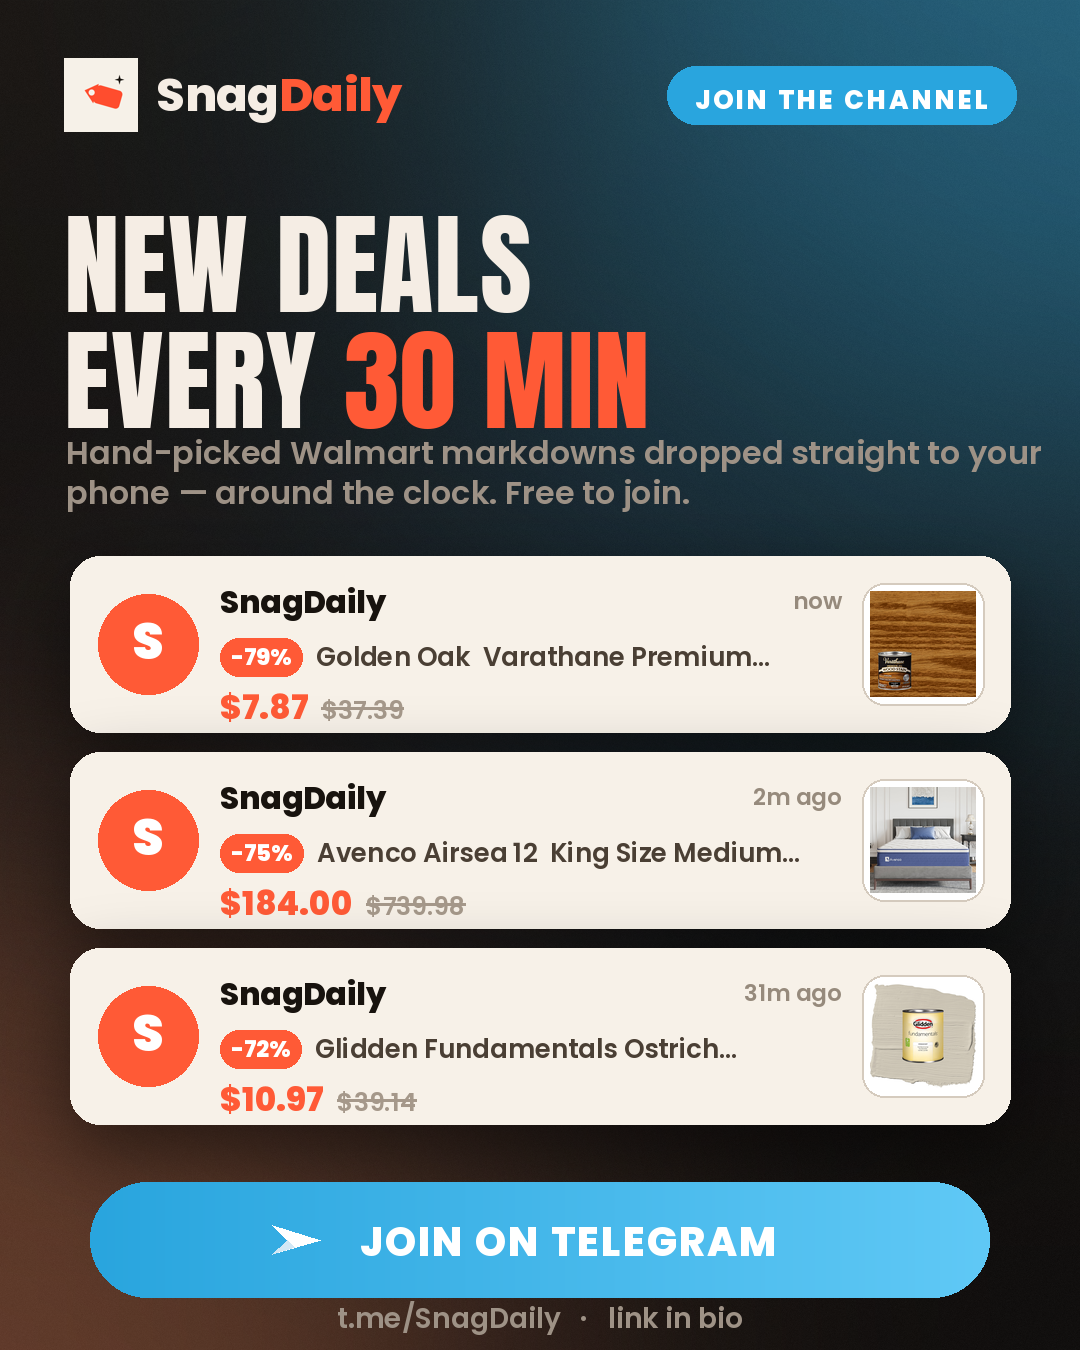 SnagDaily
JOIN THE CHANNEL
NEW DEALS
EVERY 30 MIN
Hand-picked Walmart markdowns dropped straight to your
phone — around the clock. Free to join.
S
SnagDaily
now
-79% Golden Oak Varathane Premium...
$7.87 $37.39
Varathane
S
SnagDaily
2m ago
-75% Avenco Airsea 12 King Size Medium...
$184.00 $739.98
S
SnagDaily
31m ago
-72% Glidden Fundamentals Ostrich...
$10.97 $39.14
Glidden
Fundamentals
JOIN ON TELEGRAM
t.me/SnagDaily · link in bio